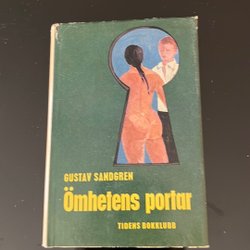 GUSTAV SANDGREN
Ömhetens portar
TIDENS BOKKLUBB